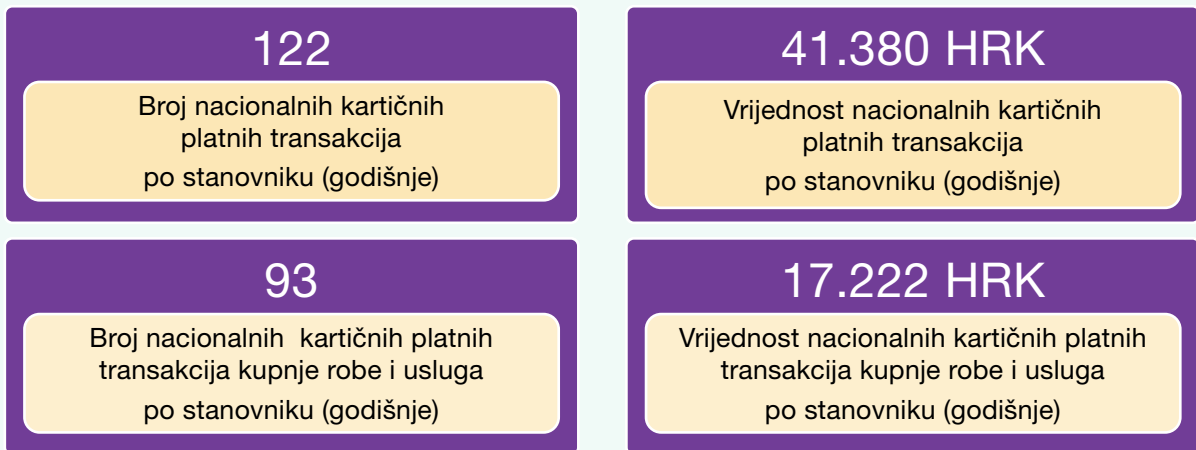 122
Broj nacionalnih kartičnih
platnih transakcija
po stanovniku (godišnje)
41.380 HRK
Vrijednost nacionalnih kartičnih
platnih transakcija
po stanovniku (godišnje)
93
Broj nacionalnih kartičnih platnih
transakcija kupnje robe i usluga
po stanovniku (godišnje)
17.222 HRK
Vrijednost nacionalnih kartičnih platnih
transakcija kupnje robe i usluga
po stanovniku (godišnje)